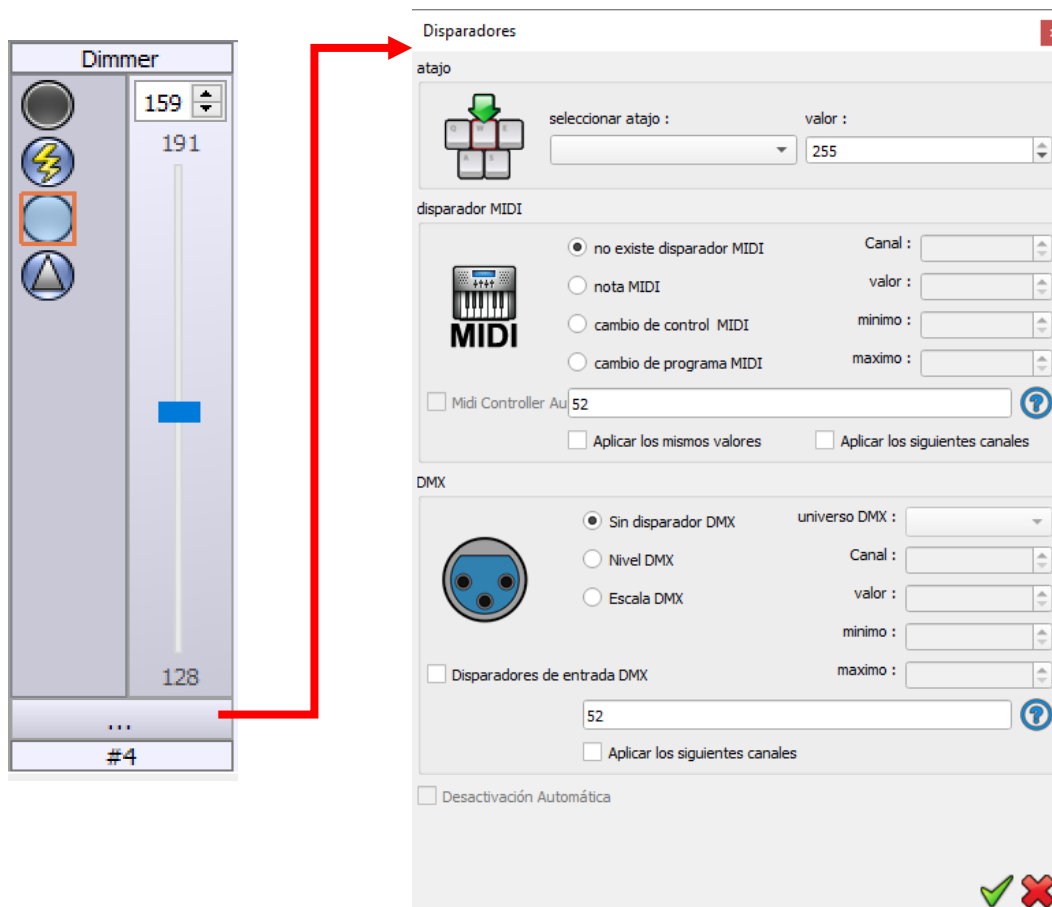 Dimmer
159
191
128
...
#4
Disparadores
atajo
seleccionar atajo :
valor :
255
Q W E
A S
disparador MIDI
no existe disparador MIDI
Canal :
nota MIDI
valor :
cambio de control MIDI
minimo :
MIDI
cambio de programa MIDI
maximo :
Midi Controller Au
52
?
Aplicar los mismos valores
Aplicar los siguientes canales
DMX
Sin disparador DMX
universo DMX :
Nivel DMX
Canal :
Escala DMX
valor :
minimo :
Disparadores de entrada DMX
maximo :
52
?
Aplicar los siguientes canales
Desactivación Automática